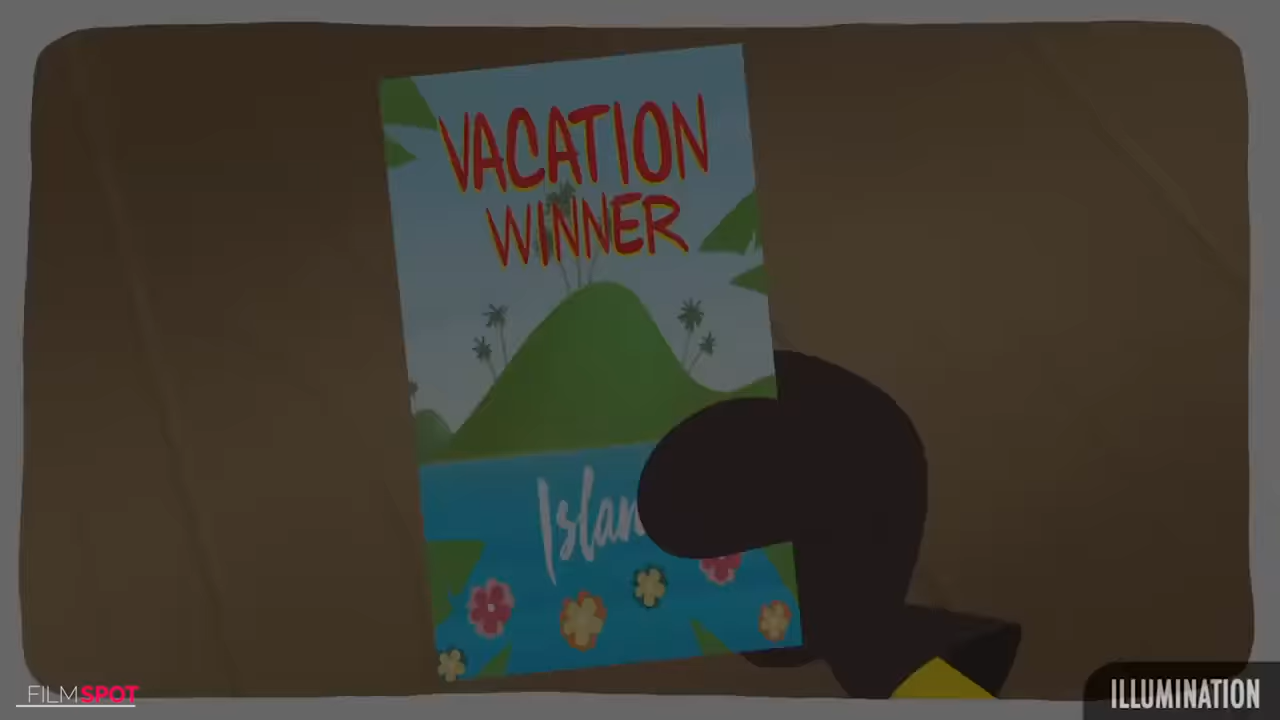 VACATION
WINNER
Islan
FILMSPOT
ILLUMINATION